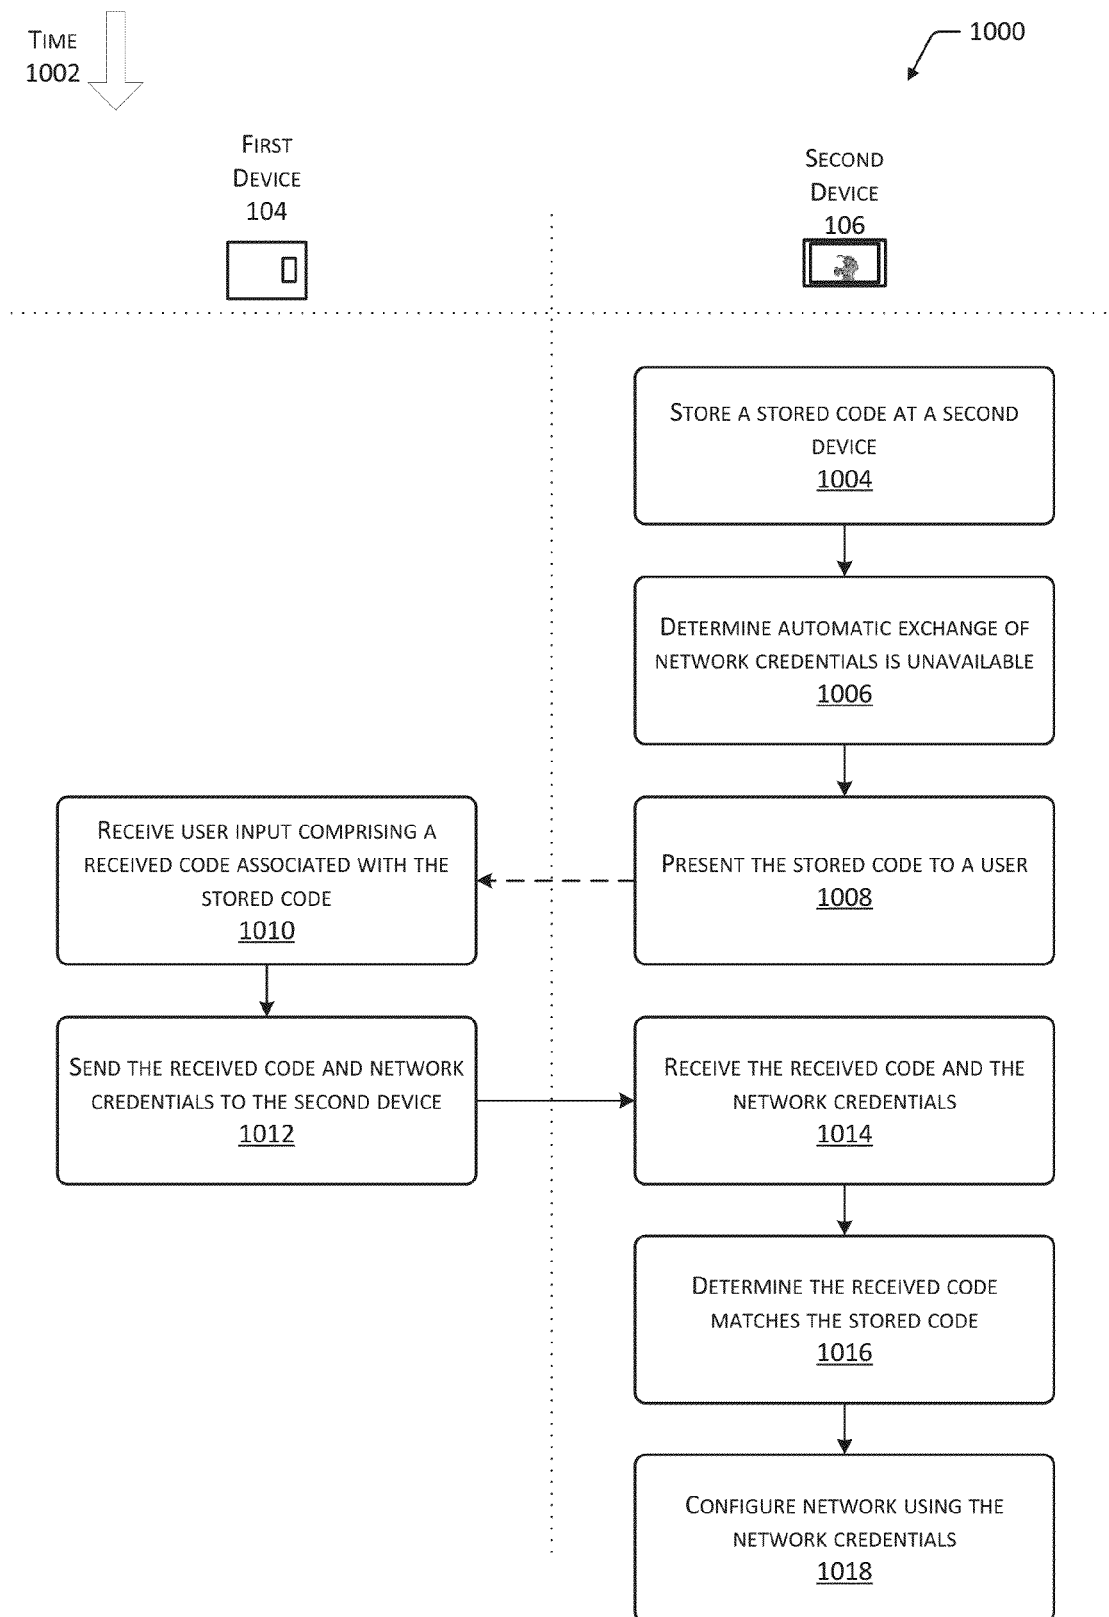 TIME
1002
1000
FIRST
DEVICE
104
SECOND
DEVICE
106
STORE A STORED CODE AT A SECOND
DEVICE
1004
DETERMINE AUTOMATIC EXCHANGE OF
NETWORK CREDENTIALS IS UNAVAILABLE
1006
PRESENT THE STORED CODE TO A USER
1008
RECEIVE USER INPUT COMPRISING A
RECEIVED CODE ASSOCIATED WITH THE
STORED CODE
1010
SEND THE RECEIVED CODE AND NETWORK
CREDENTIALS TO THE SECOND DEVICE
1012
RECEIVE THE RECEIVED CODE AND THE
NETWORK CREDENTIALS
1014
DETERMINE THE RECEIVED CODE
MATCHES THE STORED CODE
1016
CONFIGURE NETWORK USING THE
NETWORK CREDENTIALS
1018